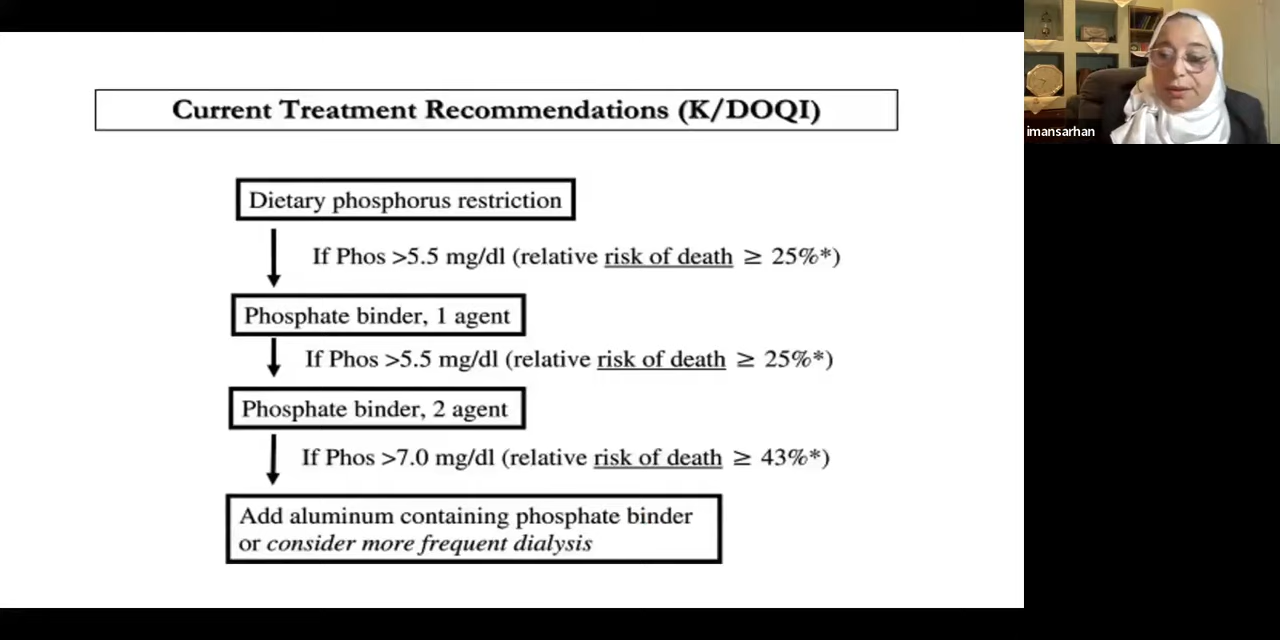 Current Treatment Recommendations (K/DOQI)
Dietary phosphorus restriction
If Phos >5.5 mg/dl (relative risk of death ≥ 25%*)
Phosphate binder, 1 agent
If Phos >5.5 mg/dl (relative risk of death ≥ 25%*)
Phosphate binder, 2 agent
If Phos >7.0 mg/dl (relative risk of death ≥ 43%*)
Add aluminum containing phosphate binder
or consider more frequent dialysis
imansarhan